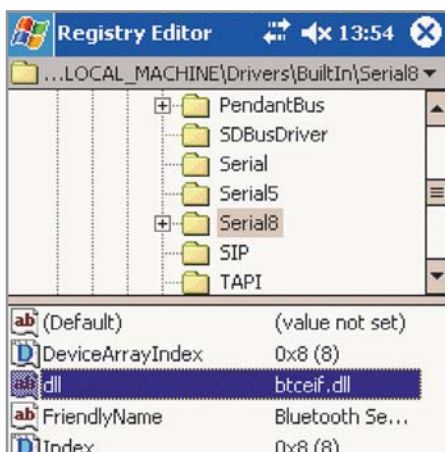 Registry Editor 13:54
...LOCAL_MACHINE\Drivers\BuiltIn\Serial8
PendantBus
SDBusDriver
Serial
Serial5
Serial8
SIP
TAPI
(Default) (value not set)
DeviceArrayIndex 0x8 (8)
dll btceif.dll
FriendlyName Bluetooth Se...
Index 0x8 (8)